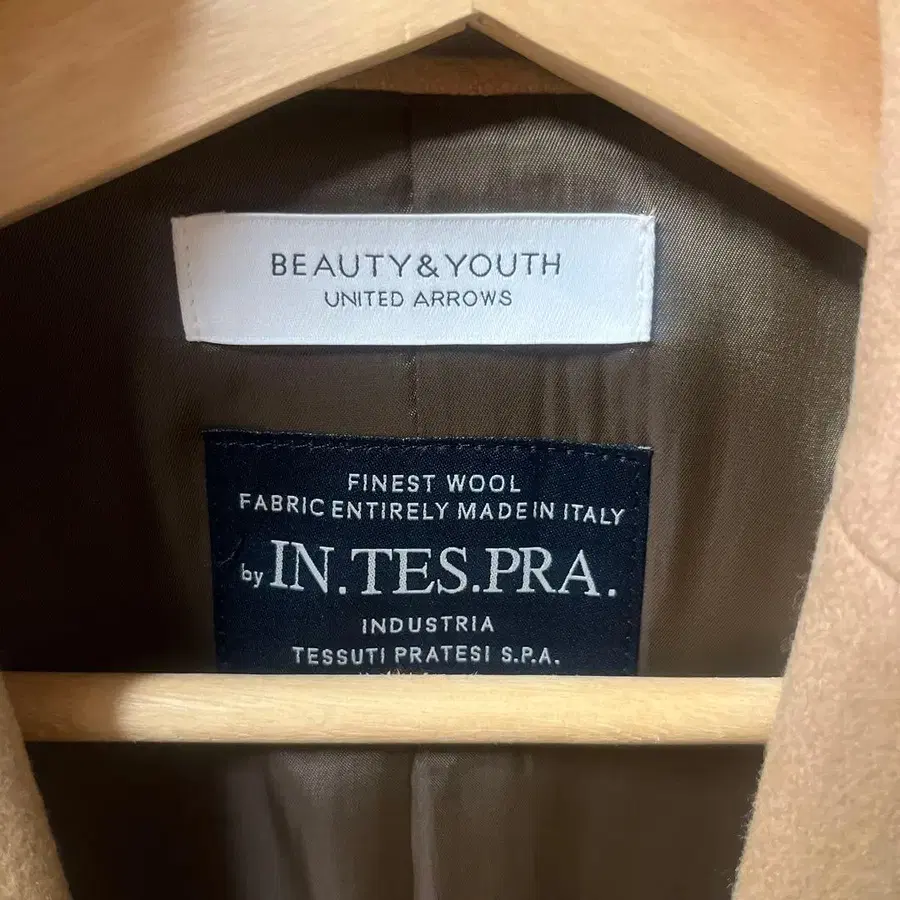 BEAUTY&YOUTH
UNITED ARROWS
FINEST WOOL
FABRIC ENTIRELY MADE IN ITALY
by IN.TES.PRA.
INDUSTRIA
TESSUTI PRATESI S.P.A.